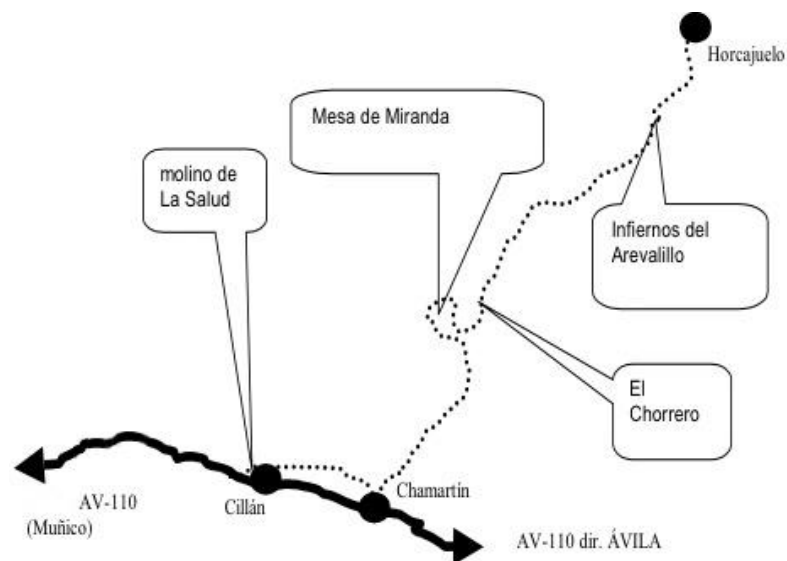 Horcajuelo
Mesa de Miranda
molino de
La Salud
Infiernos del
Arevalillo
El
Chorrero
Chamartín
Cillán
AV-110
(Muñico)
AV-110 dir. ÁVILA